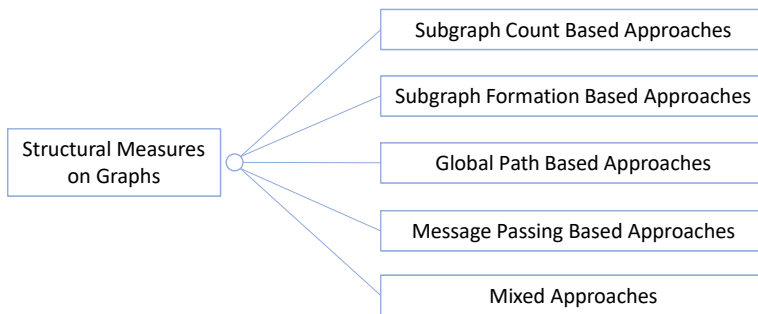 Structural Measures
on Graphs
Subgraph Count Based Approaches
Subgraph Formation Based Approaches
Global Path Based Approaches
Message Passing Based Approaches
Mixed Approaches